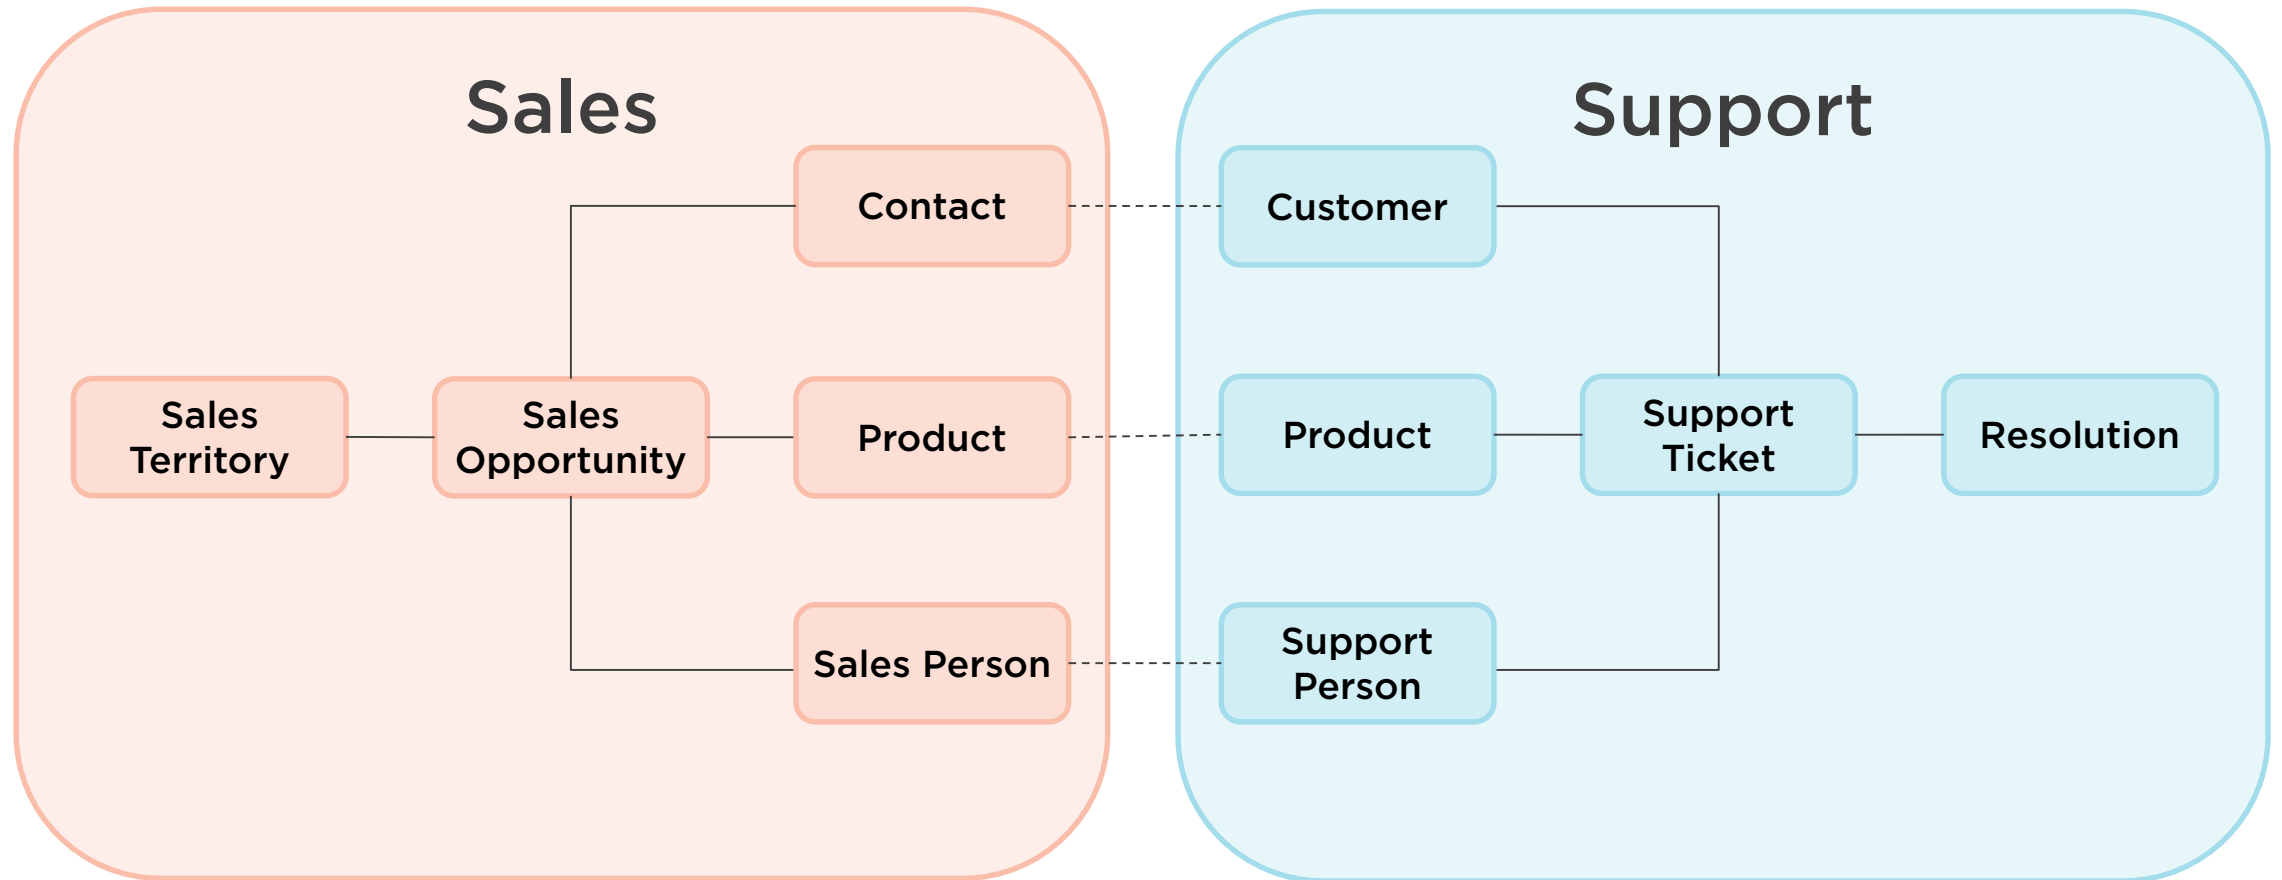 Sales
Contact
Sales
Territory
Sales
Opportunity
Product
Sales Person
Support
Customer
Product
Support
Ticket
Resolution
Support
Person